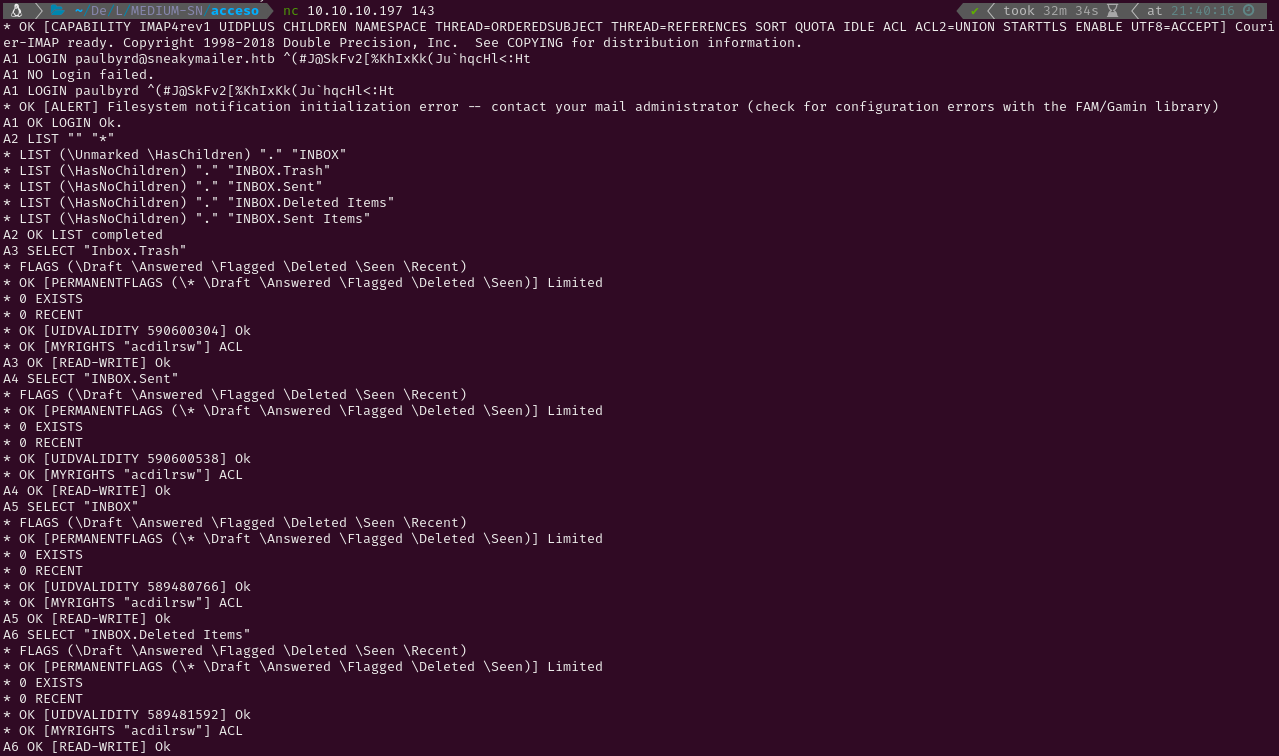 ~/De/L/MEDIUM-SN/acceso nc 10.10.10.197 143 took 32m 34s at 21:40:16
* OK [CAPABILITY IMAP4rev1 UIDPLUS CHILDREN NAMESPACE THREAD=ORDEREDSUBJECT THREAD=REFERENCES SORT QUOTA IDLE ACL ACL2=UNION STARTTLS ENABLE UTF8=ACCEPT] Couri
er-IMAP ready. Copyright 1998-2018 Double Precision, Inc.  See COPYING for distribution information.
A1 LOGIN paulbyrd@sneakymailer.htb ^(#J@SkFv2[%KhIxKk(Ju`hqcHl<:Ht
A1 NO Login failed.
A1 LOGIN paulbyrd ^(#J@SkFv2[%KhIxKk(Ju`hqcHl<:Ht
* OK [ALERT] Filesystem notification initialization error -- contact your mail administrator (check for configuration errors with the FAM/Gamin library)
A1 OK LOGIN Ok.
A2 LIST "" "*"
* LIST (\Unmarked \HasChildren) "." "INBOX"
* LIST (\HasNoChildren) "." "INBOX.Trash"
* LIST (\HasNoChildren) "." "INBOX.Sent"
* LIST (\HasNoChildren) "." "INBOX.Deleted Items"
* LIST (\HasNoChildren) "." "INBOX.Sent Items"
A2 OK LIST completed
A3 SELECT "Inbox.Trash"
* FLAGS (\Draft \Answered \Flagged \Deleted \Seen \Recent)
* OK [PERMANENTFLAGS (\* \Draft \Answered \Flagged \Deleted \Seen)] Limited
* 0 EXISTS
* 0 RECENT
* OK [UIDVALIDITY 590600304] Ok
* OK [MYRIGHTS "acdilrsw"] ACL
A3 OK [READ-WRITE] Ok
A4 SELECT "INBOX.Sent"
* FLAGS (\Draft \Answered \Flagged \Deleted \Seen \Recent)
* OK [PERMANENTFLAGS (\* \Draft \Answered \Flagged \Deleted \Seen)] Limited
* 0 EXISTS
* 0 RECENT
* OK [UIDVALIDITY 590600538] Ok
* OK [MYRIGHTS "acdilrsw"] ACL
A4 OK [READ-WRITE] Ok
A5 SELECT "INBOX"
* FLAGS (\Draft \Answered \Flagged \Deleted \Seen \Recent)
* OK [PERMANENTFLAGS (\* \Draft \Answered \Flagged \Deleted \Seen)] Limited
* 0 EXISTS
* 0 RECENT
* OK [UIDVALIDITY 589480766] Ok
* OK [MYRIGHTS "acdilrsw"] ACL
A5 OK [READ-WRITE] Ok
A6 SELECT "INBOX.Deleted Items"
* FLAGS (\Draft \Answered \Flagged \Deleted \Seen \Recent)
* OK [PERMANENTFLAGS (\* \Draft \Answered \Flagged \Deleted \Seen)] Limited
* 0 EXISTS
* 0 RECENT
* OK [UIDVALIDITY 589481592] Ok
* OK [MYRIGHTS "acdilrsw"] ACL
A6 OK [READ-WRITE] Ok